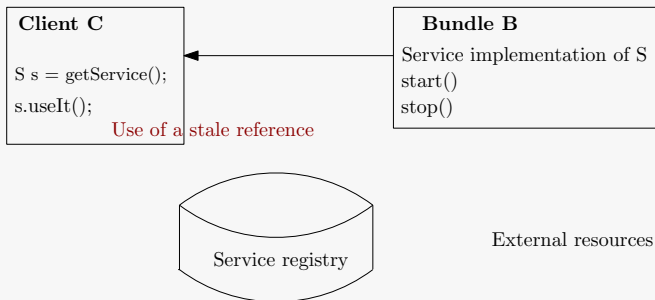 Client C
S s = getService();
s.useIt();
Use of a stale reference
Bundle B
Service implementation of S
start()
stop()
Service registry
External resources